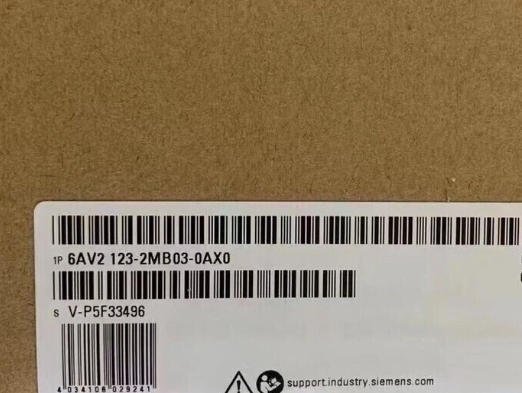 1P 6AV2 123-2MB03-0AX0
S V-P5F33496
4 034106 029241
support.industry.siemens.com